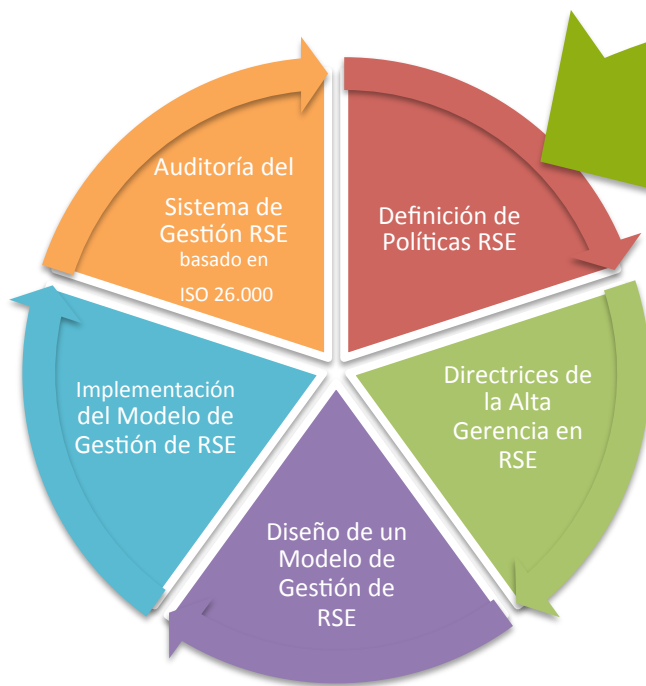 Definición de
Políticas RSE
Directrices de
la Alta
Gerencia en
RSE
Diseño de un
Modelo de
Gestión de
RSE
Implementación
del Modelo de
Gestión de RSE
Auditoría del
Sistema de
Gestión RSE
basado en
ISO 26.000